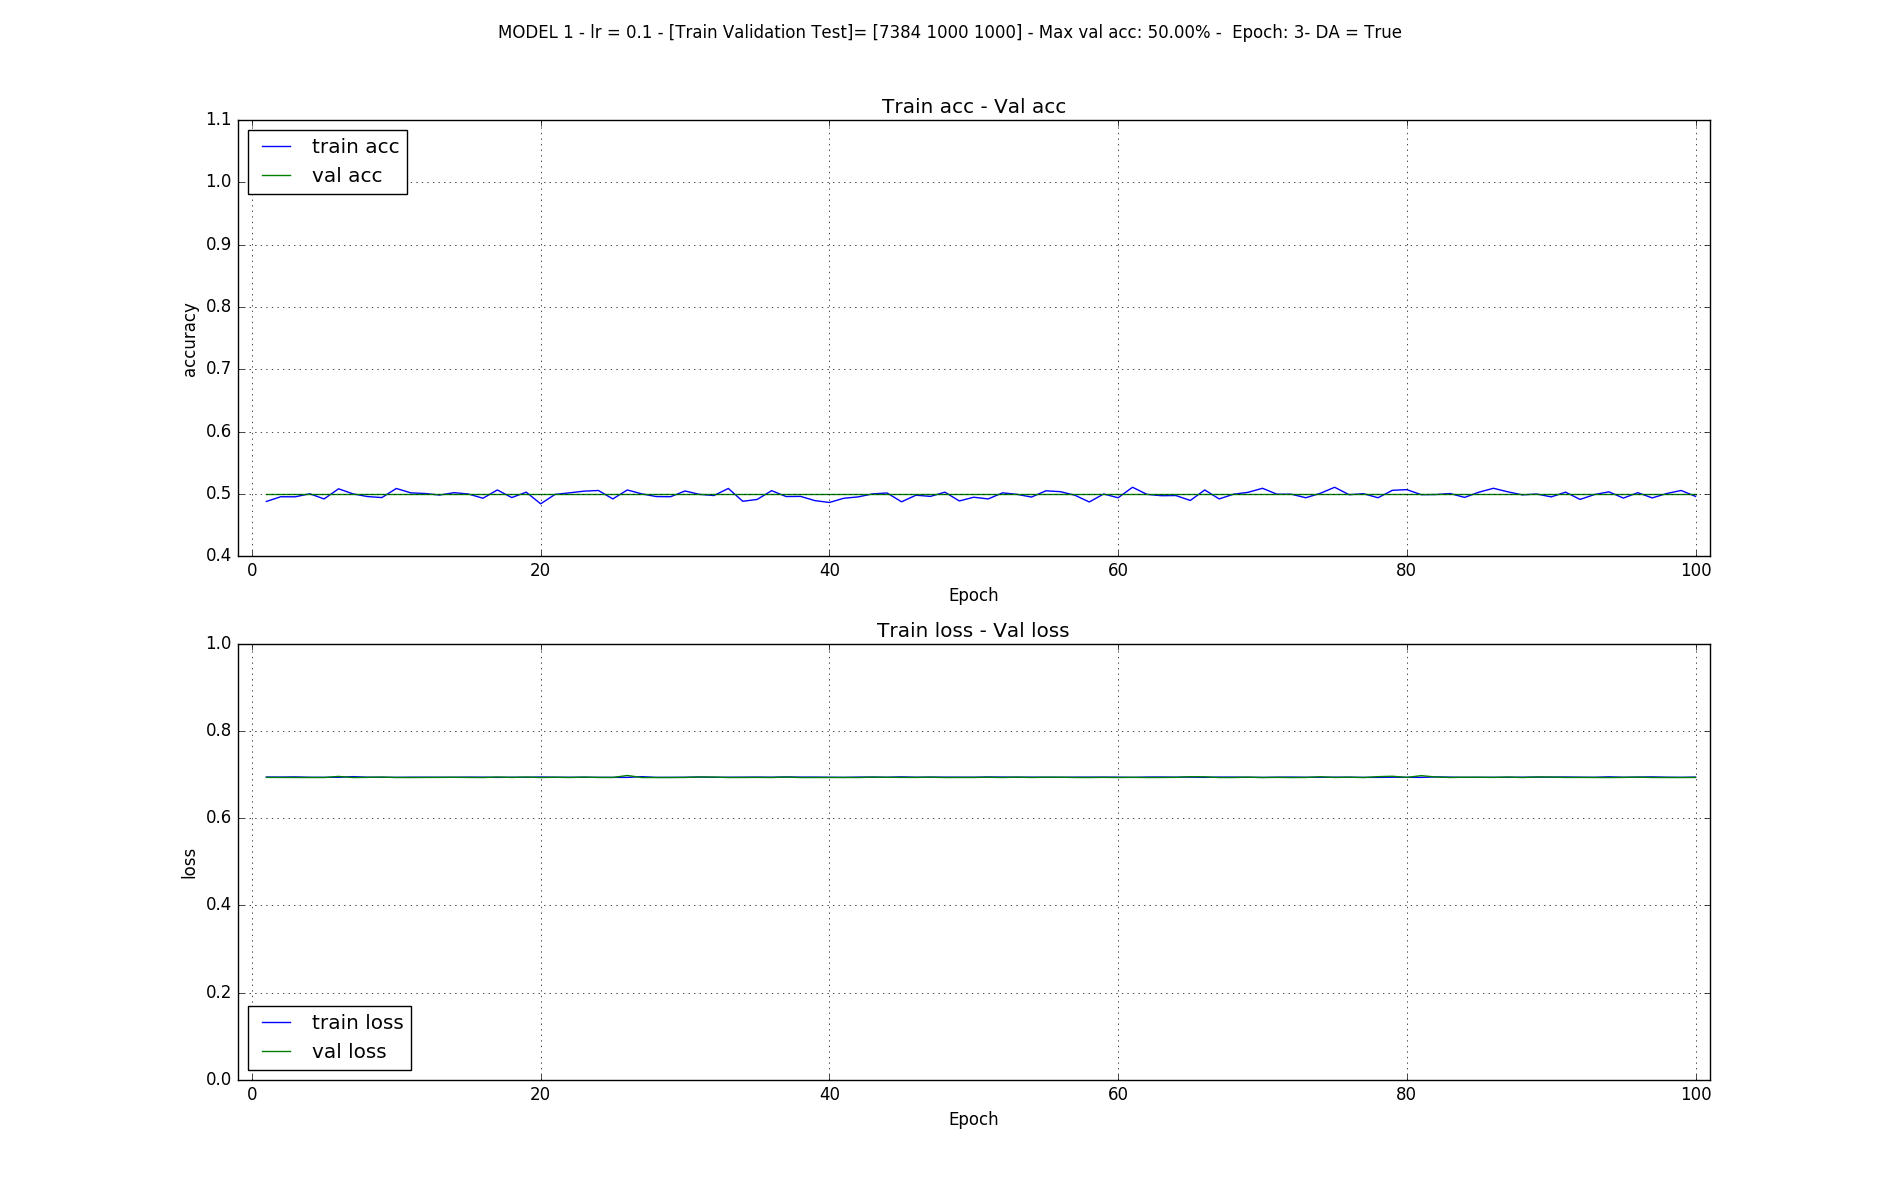 MODEL 1 - lr = 0.1 - [Train Validation Test]= [7384 1000 1000] - Max val acc: 50.00% -  Epoch: 3- DA = True
Train acc - Val acc
1.1
1.0
0.9
0.8
0.7
0.6
0.5
0.4
accuracy
train acc
val acc
0 20 40 60 80 100
Epoch
Train loss - Val loss
1.0
0.8
0.6
0.4
0.2
0.0
loss
train loss
val loss
0 20 40 60 80 100
Epoch